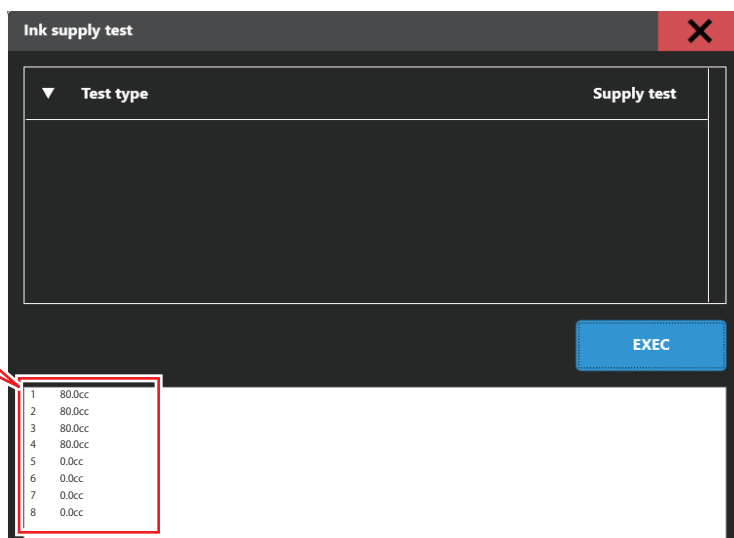 Ink supply test
▼ Test type Supply test
EXEC
1 80.0cc
2 80.0cc
3 80.0cc
4 80.0cc
5 0.0cc
6 0.0cc
7 0.0cc
8 0.0cc